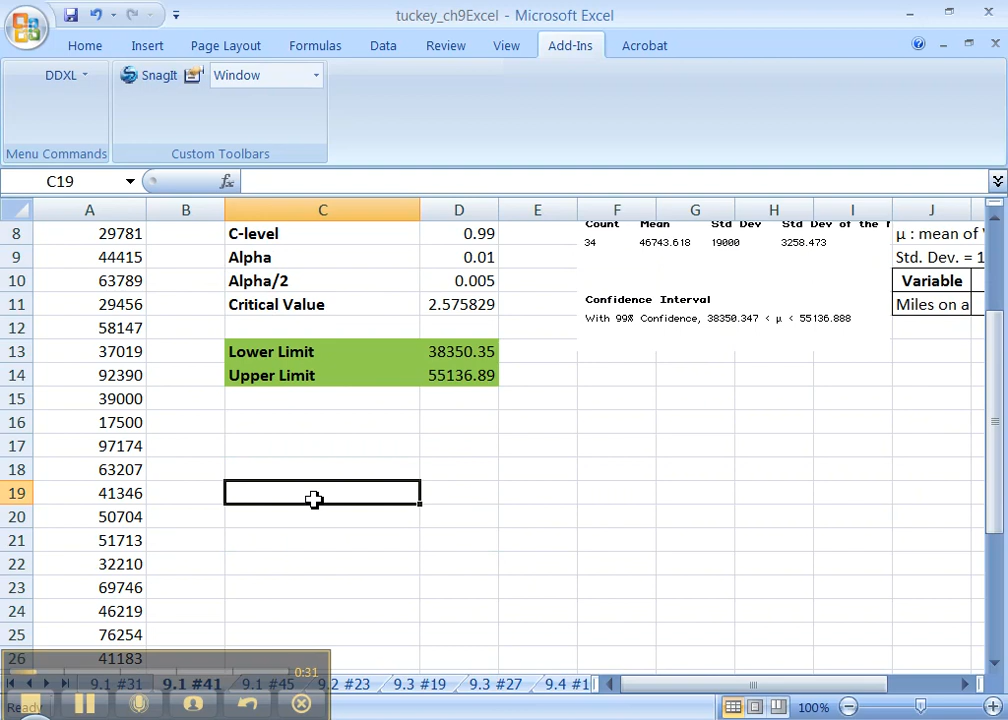 tuckey_ch9Excel - Microsoft Excel
Home Insert Page Layout Formulas Data Review View Add-Ins Acrobat
DDXL SnagIt Window
Menu Commands Custom Toolbars
C19 fx
A B C D E F G H I J
8 29781 C-level 0.99 Count Mean Std Dev Std Dev of the μ : mean of
9 44415 Alpha 0.01 34 46743.618 19000 3258.473 Std. Dev. = 1
10 63789 Alpha/2 0.005 Variable
11 29456 Critical Value 2.575829 Confidence Interval Miles on a
12 58147 With 99% Confidence, 38350.347 < μ < 55136.888
13 37019 Lower Limit 38350.35
14 92390 Upper Limit 55136.89
15 39000
16 17500
17 97174
18 63207
19 41346
20 50704
21 51713
22 32210
23 69746
24 46219
25 76254
26 41183
0:31
9.1 #31 9.1 #41 9.1 #45 9.2 #23 9.3 #19 9.3 #27 9.4 #1
Ready 100%